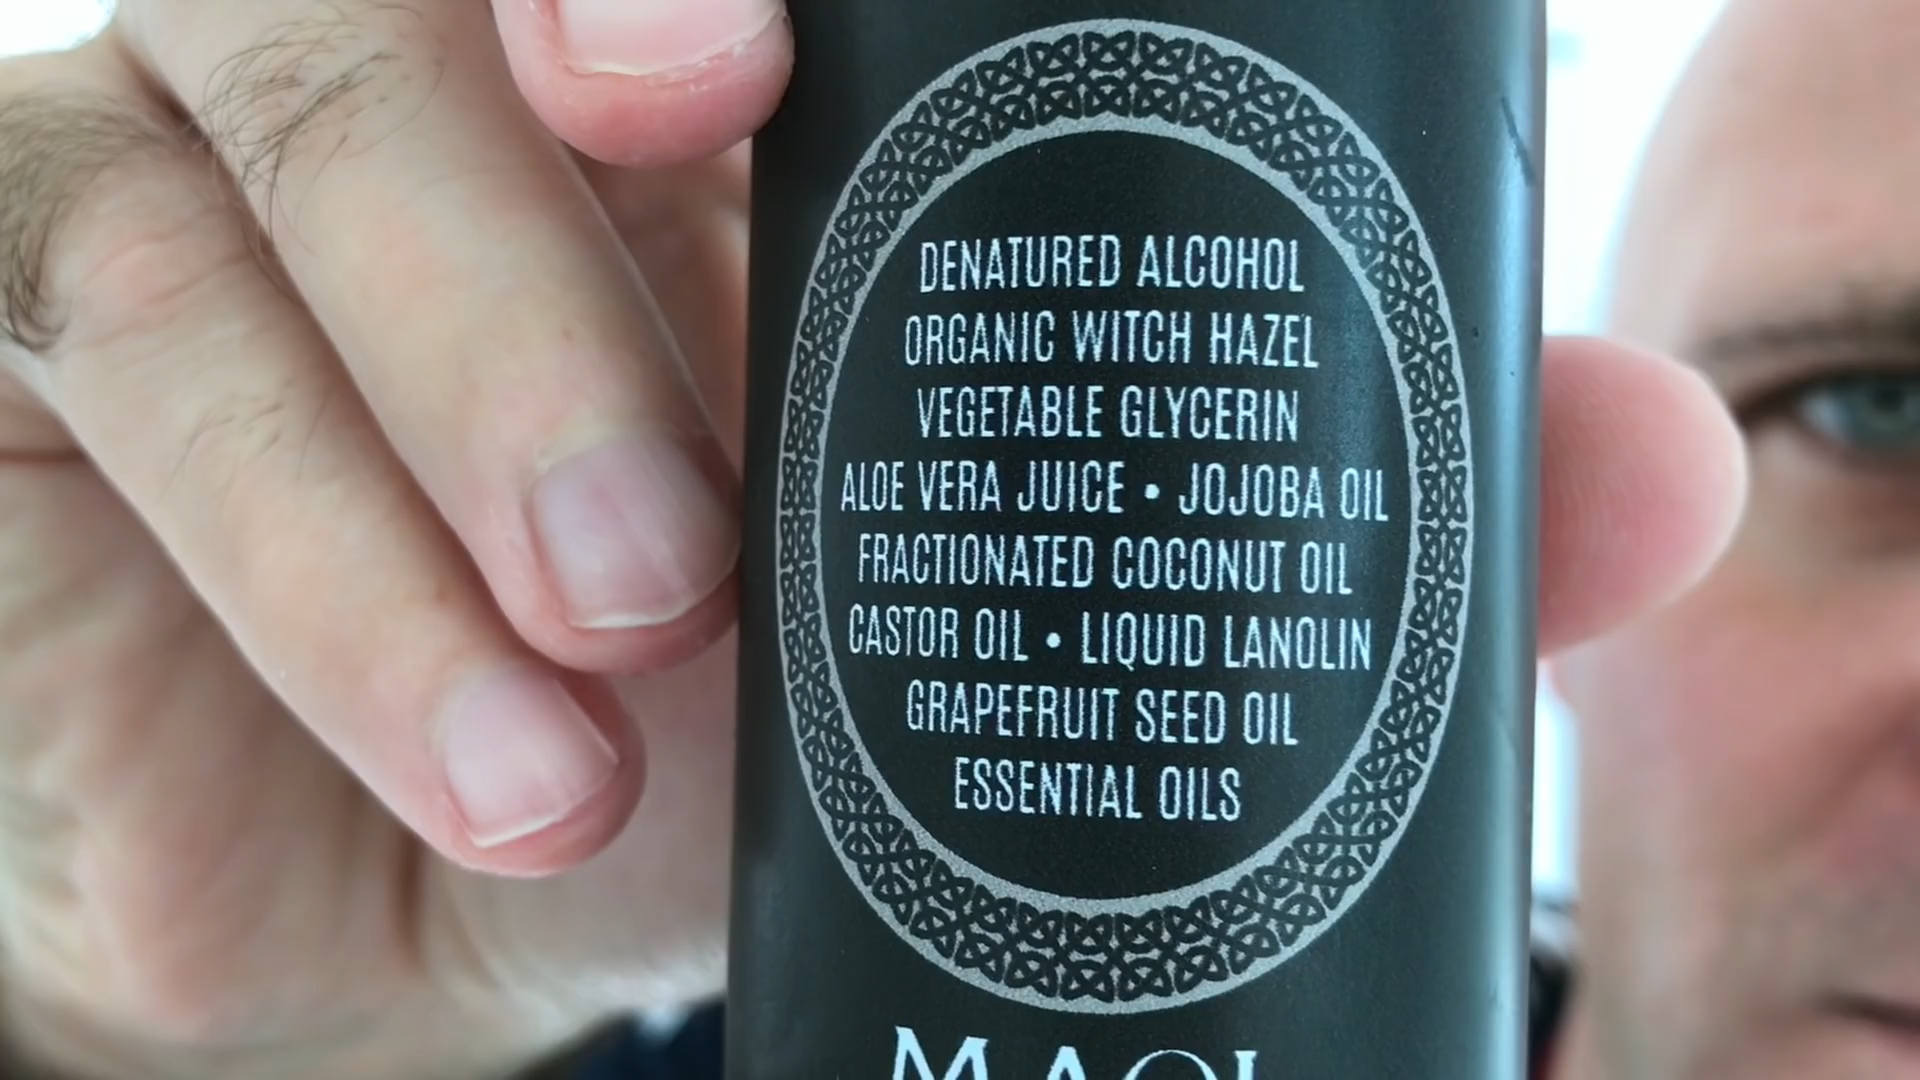 DENATURED ALCOHOL
ORGANIC WITCH HAZEL
VEGETABLE GLYCERIN
ALOE VERA JUICE • JOJOBA OIL
FRACTIONATED COCONUT OIL
CASTOR OIL • LIQUID LANOLIN
GRAPEFRUIT SEED OIL
ESSENTIAL OILS